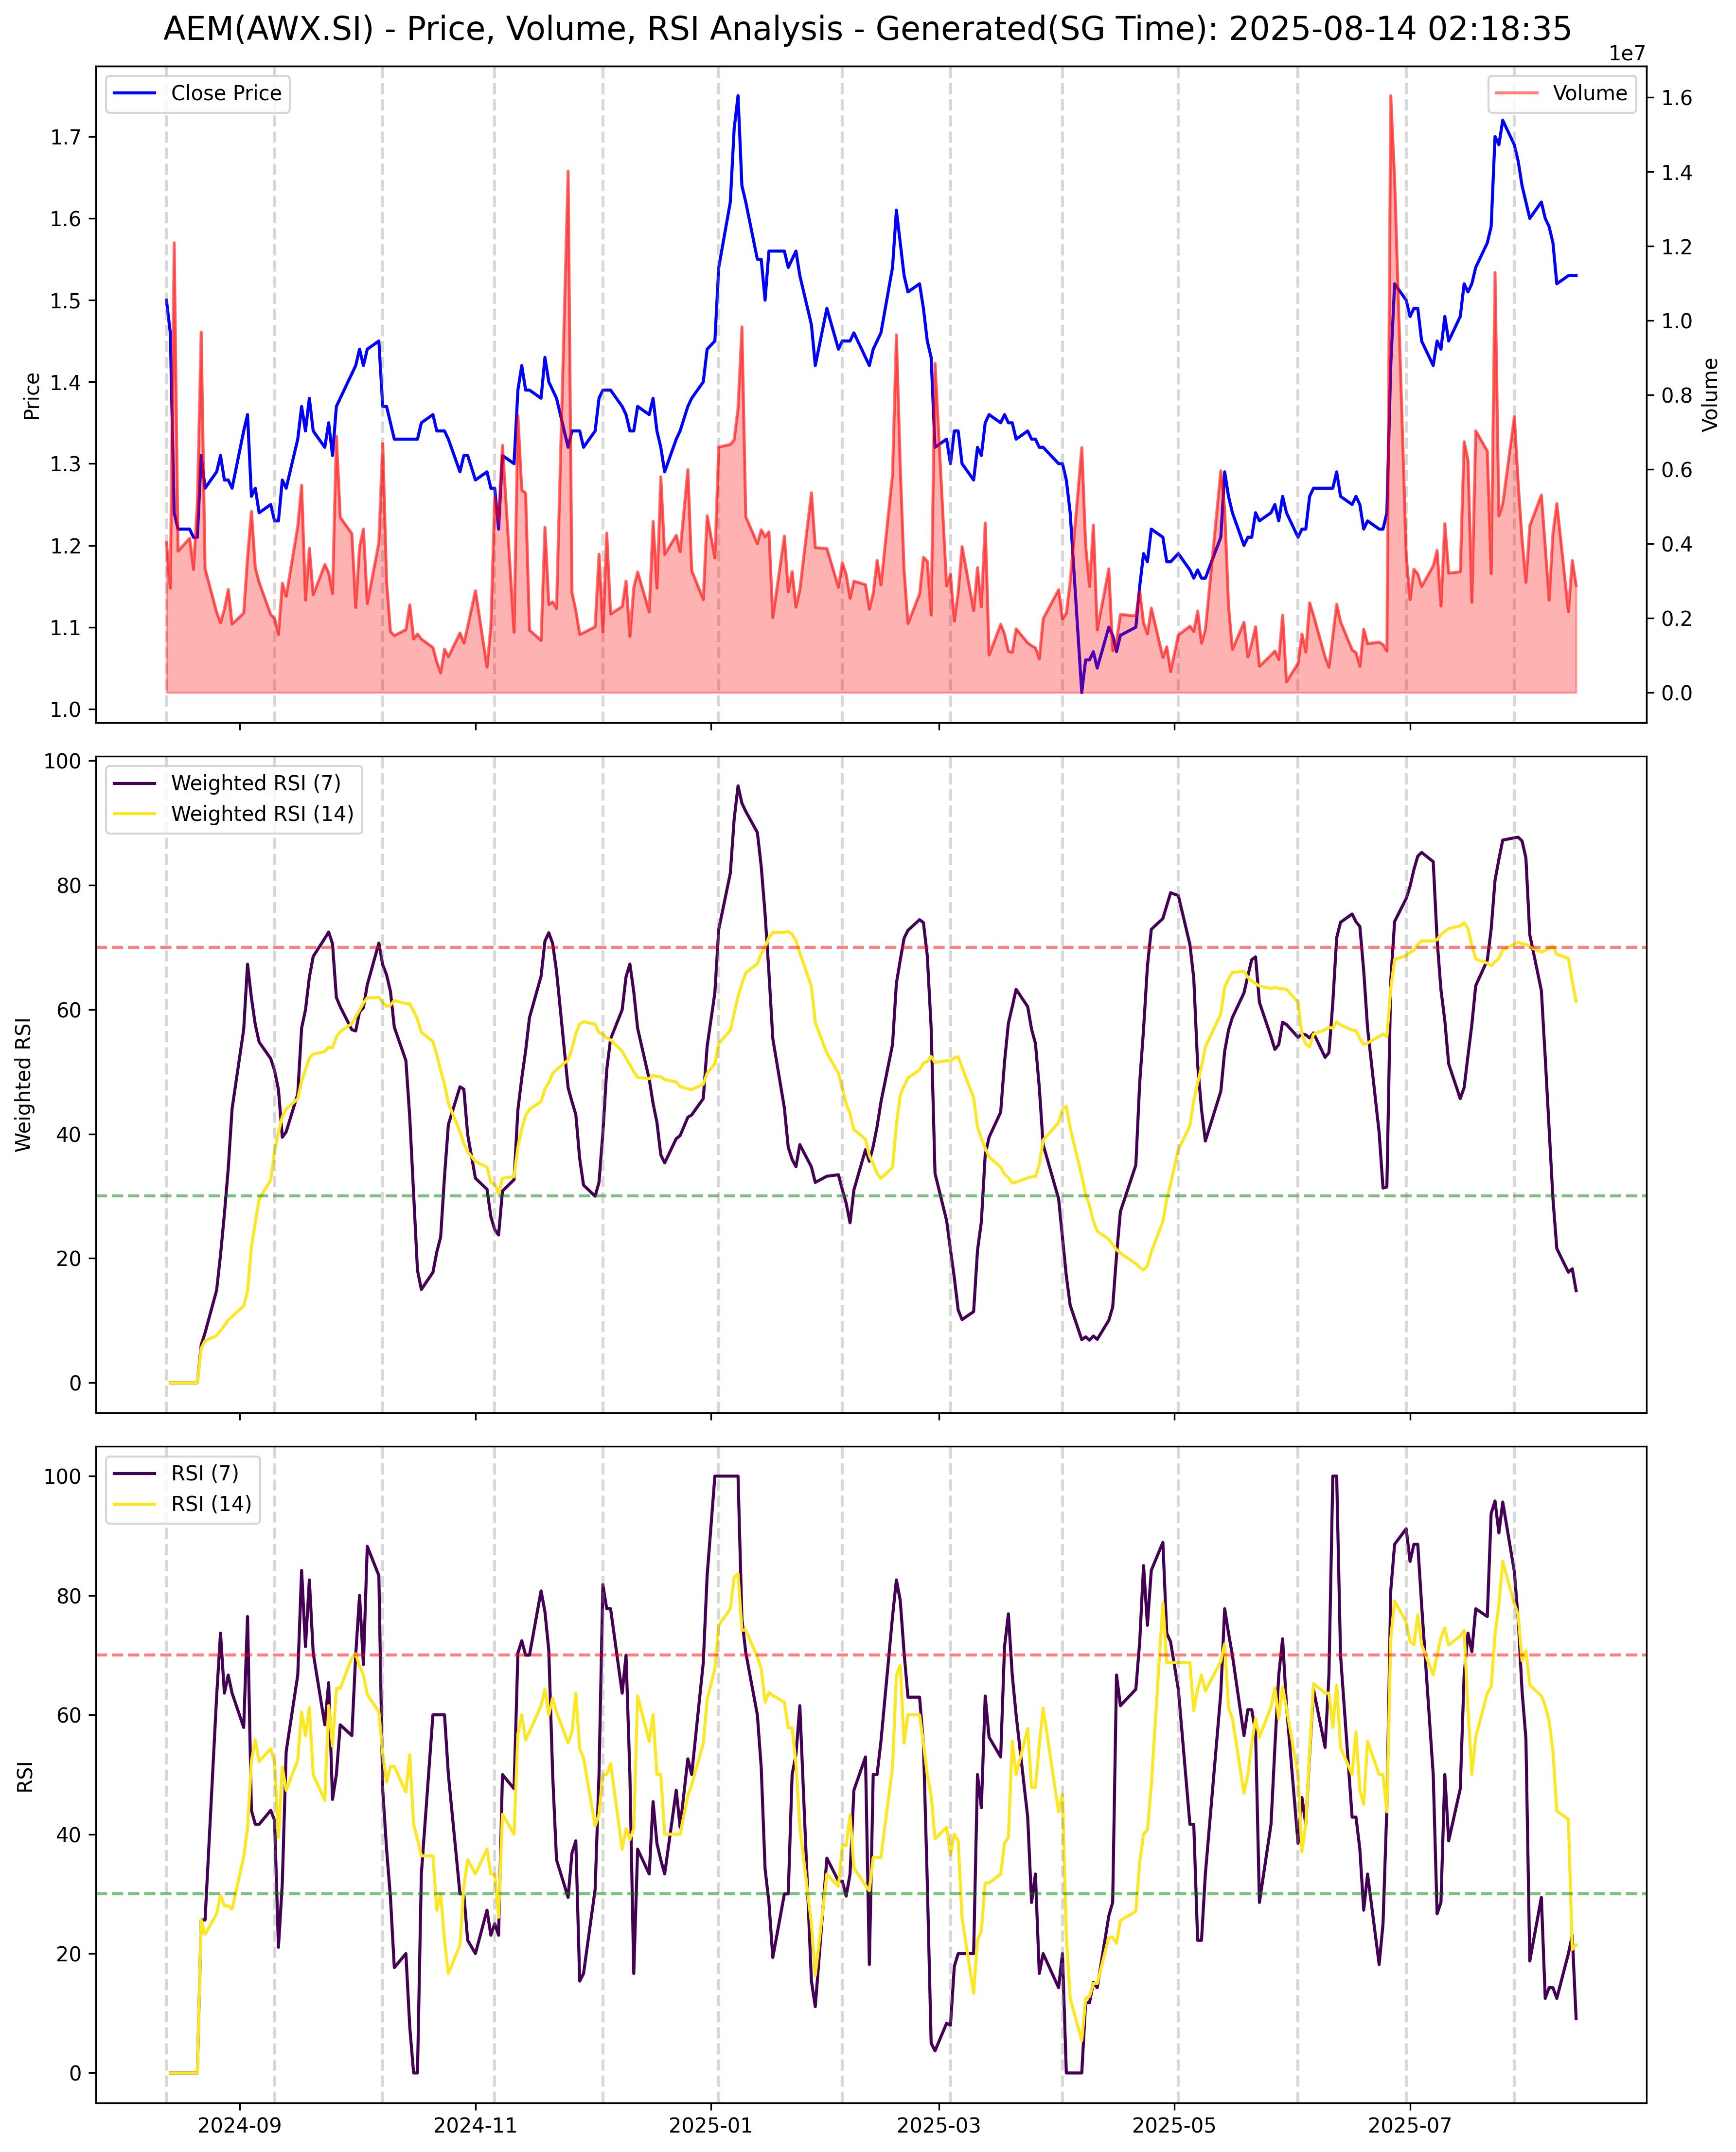 AEM(AWX.SI) - Price, Volume, RSI Analysis - Generated(SG Time): 2025-08-14 02:18:35
1e7
Close Price
Volume
1.7
1.6
1.5
1.4
1.3
1.2
1.1
1.0
Price
1.6
1.4
1.2
1.0
0.8
0.6
0.4
0.2
0.0
Volume
Weighted RSI (7)
Weighted RSI (14)
100
80
60
40
20
0
Weighted RSI
RSI (7)
RSI (14)
100
80
60
40
20
0
RSI
2024-09
2024-11
2025-01
2025-03
2025-05
2025-07